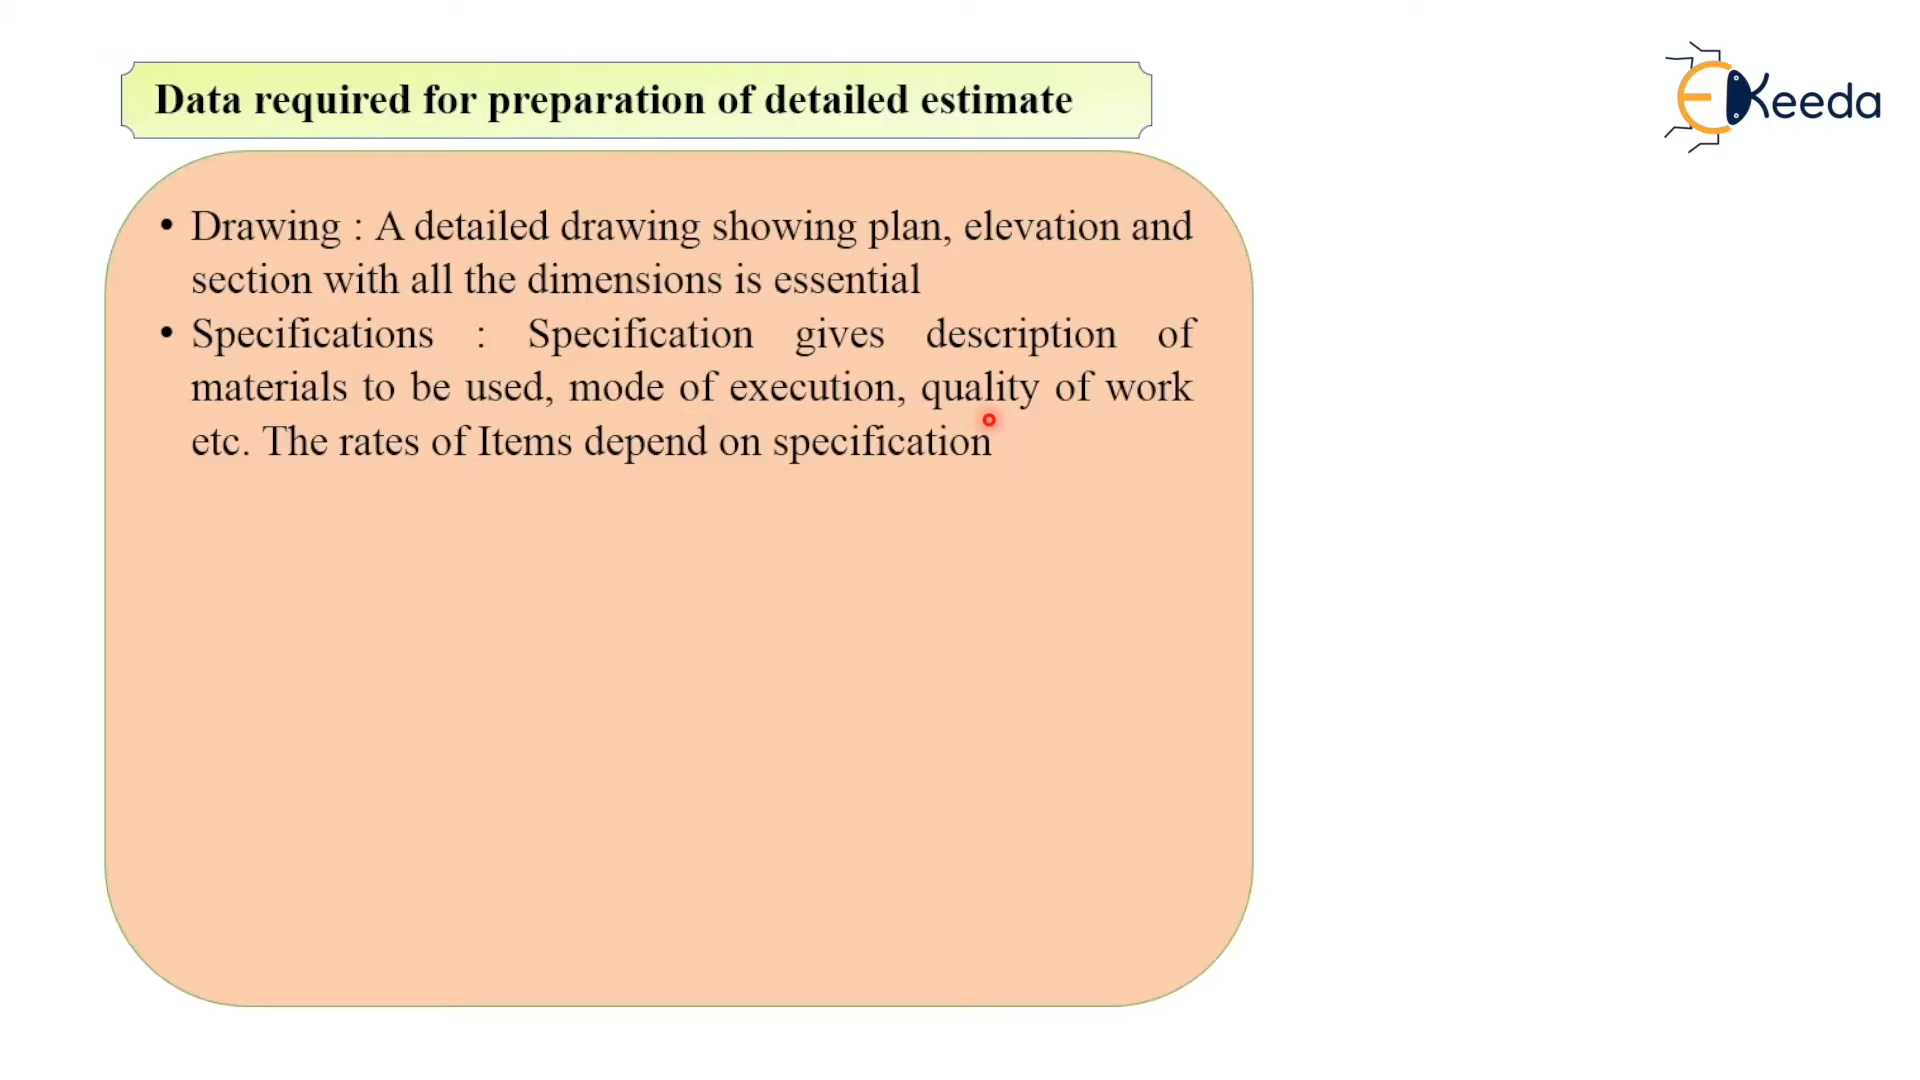 Data required for preparation of detailed estimate
EKeeda
• Drawing : A detailed drawing showing plan, elevation and
section with all the dimensions is essential
• Specifications : Specification gives description of
materials to be used, mode of execution, quality of work
etc. The rates of Items depend on specification